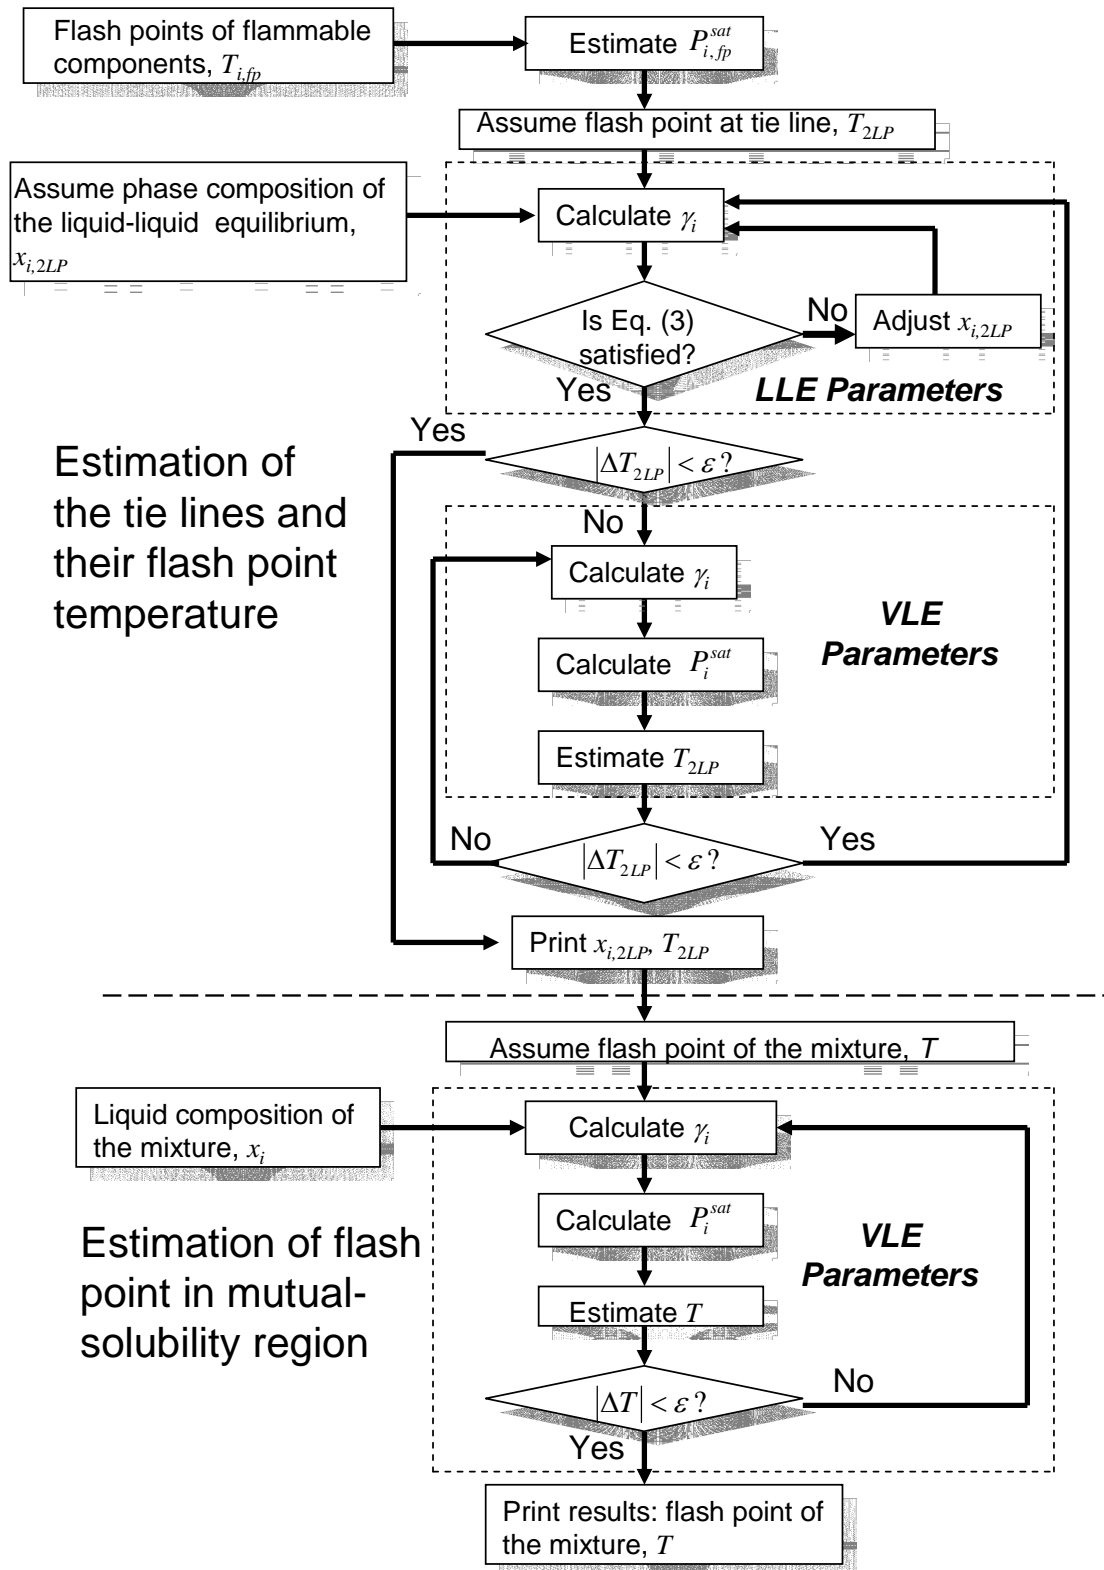 Flash points of flammable
components, T_{i,fp}
Estimate P_{i,fp}^{sat}
Assume flash point at tie line, T_{2LP}
Assume phase composition of
the liquid-liquid equilibrium,
x_{i,2LP}
Calculate γ_i
Is Eq. (3)
satisfied?
No
Adjust x_{i,2LP}
Yes
LLE Parameters
Yes
|ΔT_{2LP}| < ε ?
Estimation of
the tie lines and
their flash point
temperature
No
Calculate γ_i
VLE
Parameters
Calculate P_i^{sat}
Estimate T_{2LP}
No
|ΔT_{2LP}| < ε ?
Yes
Print x_{i,2LP}, T_{2LP}
Assume flash point of the mixture, T
Liquid composition of
the mixture, x_i
Calculate γ_i
Calculate P_i^{sat}
VLE
Parameters
Estimation of flash
point in mutual-
solubility region
Estimate T
|ΔT| < ε ?
No
Yes
Print results: flash point of
the mixture, T